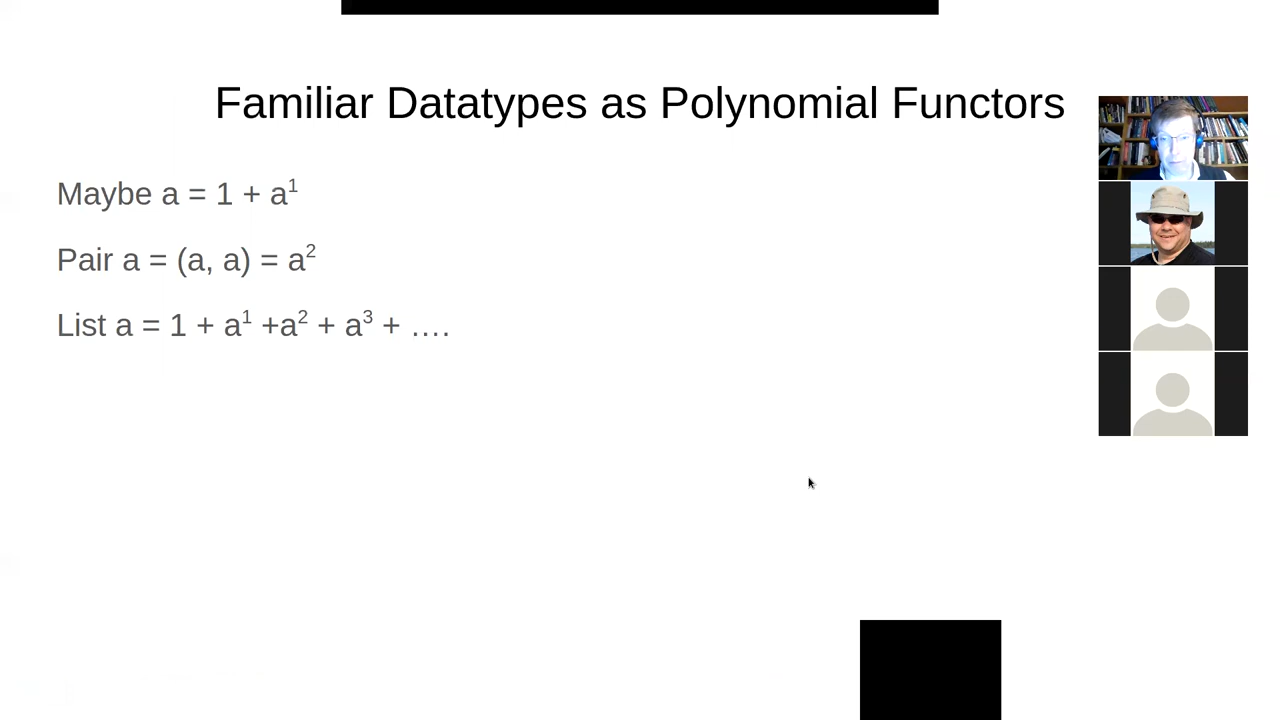 Familiar Datatypes as Polynomial Functors
Maybe a = 1 + a¹
Pair a = (a, a) = a²
List a = 1 + a¹ +a² + a³ + ….